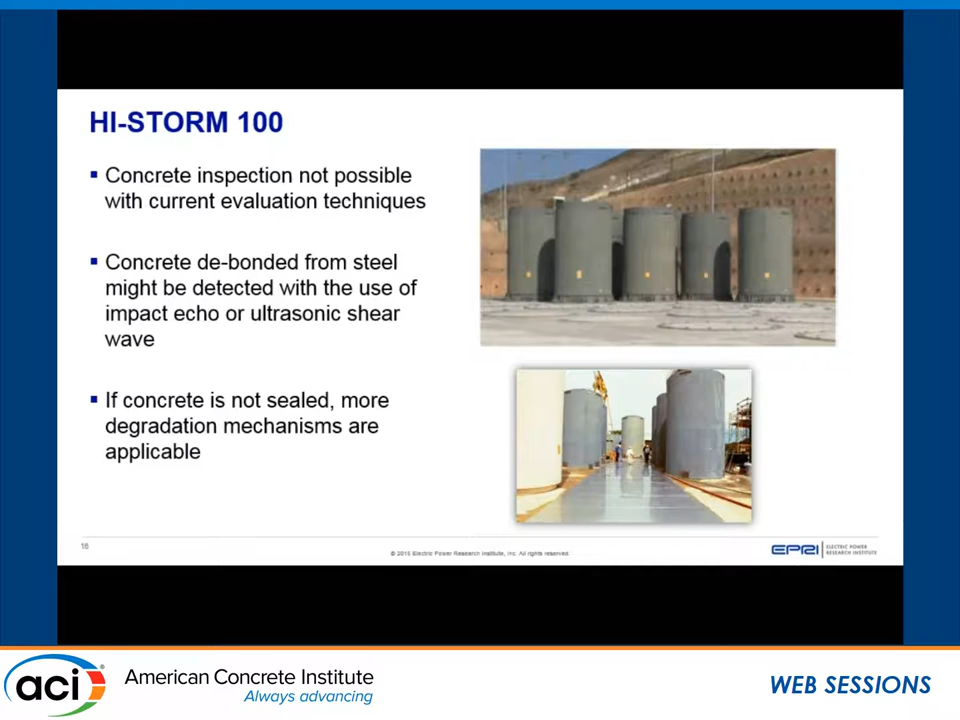 HI-STORM 100
▪ Concrete inspection not possible
with current evaluation techniques
▪ Concrete de-bonded from steel
might be detected with the use of
impact echo or ultrasonic shear
wave
▪ If concrete is not sealed, more
degradation mechanisms are
applicable
16
© 2015 Electric Power Research Institute, Inc. All rights reserved.
EPRI
ELECTRIC POWER
RESEARCH INSTITUTE
aci®
American Concrete Institute
Always advancing
WEB SESSIONS